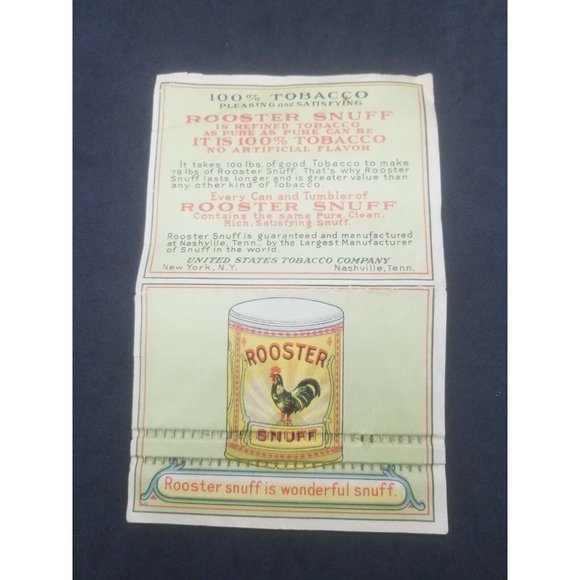 100% TOBACCO
PLEASING and SATISFYING
ROOSTER SNUFF
IS REFINED TOBACCO
AS PURE AS PURE CAN BE
IT IS 100% TOBACCO
NO ARTIFICIAL FLAVOR
It takes 100 lbs. of good Tobacco to make
79 lbs of Rooster Snuff. That's why Rooster
Snuff lasts longer and is greater value than
any other kind of Tobacco.
Every Can and Tumbler of
ROOSTER SNUFF
Contains the same Pure, Clean,
Rich, Satisfying Snuff.
Rooster Snuff is guaranteed and manufactured
at Nashville, Tenn., by the Largest Manufacturer
of Snuff in the world.
UNITED STATES TOBACCO COMPANY
New York, N.Y. Nashville, Tenn.
ROOSTER
SNUFF
Rooster snuff is wonderful snuff.